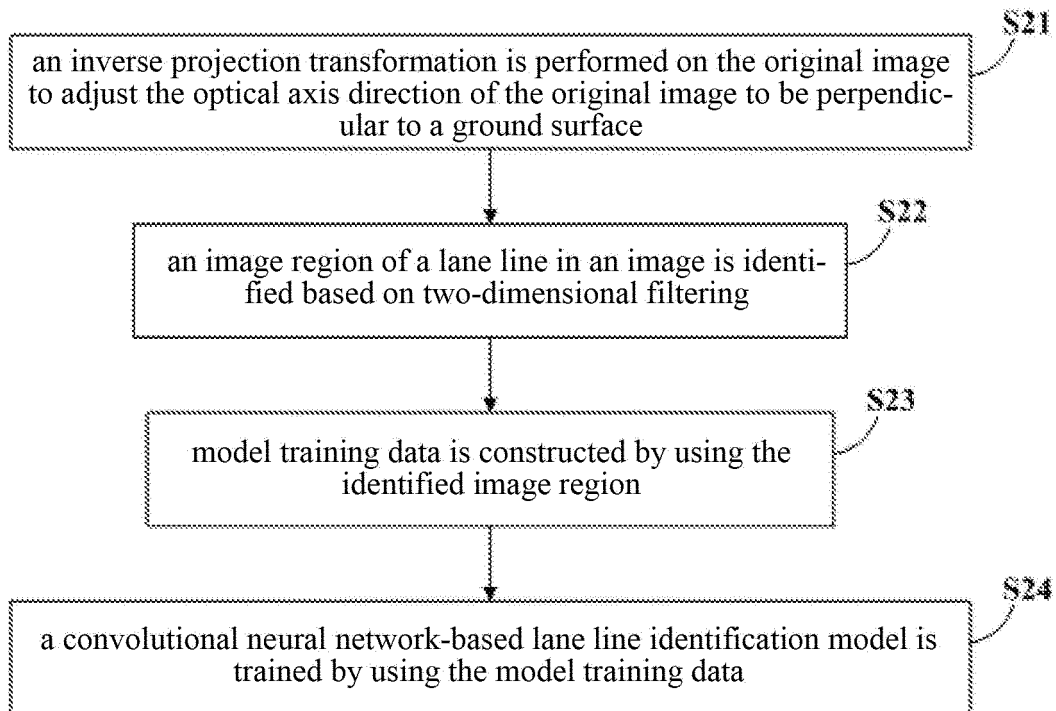 S21
an inverse projection transformation is performed on the original image
to adjust the optical axis direction of the original image to be perpendic-
ular to a ground surface
S22
an image region of a lane line in an image is identi-
fied based on two-dimensional filtering
S23
model training data is constructed by using the
identified image region
S24
a convolutional neural network-based lane line identification model is
trained by using the model training data